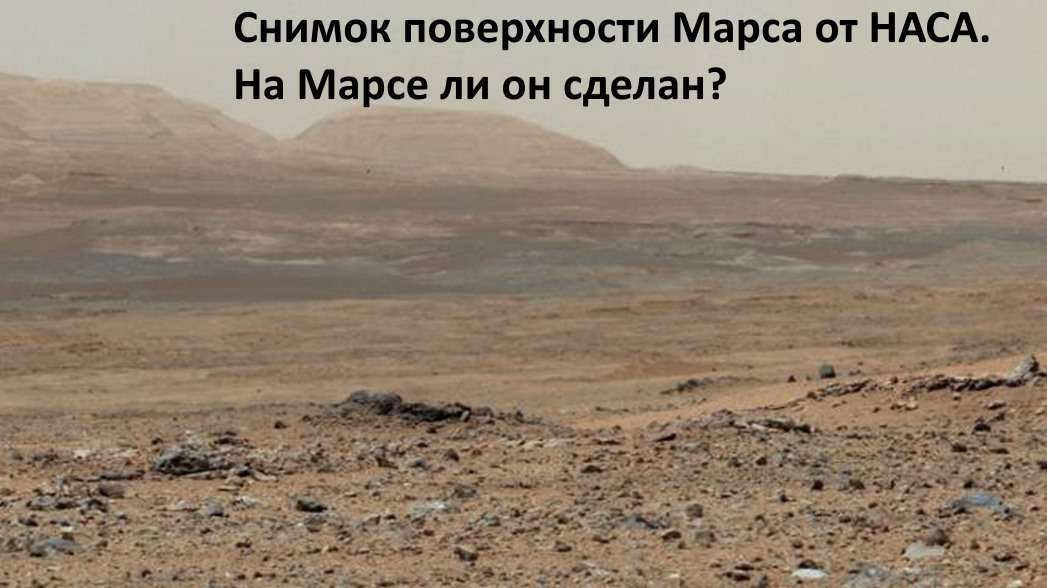 Снимок поверхности Марса от НАСА.
На Марсе ли он сделан?